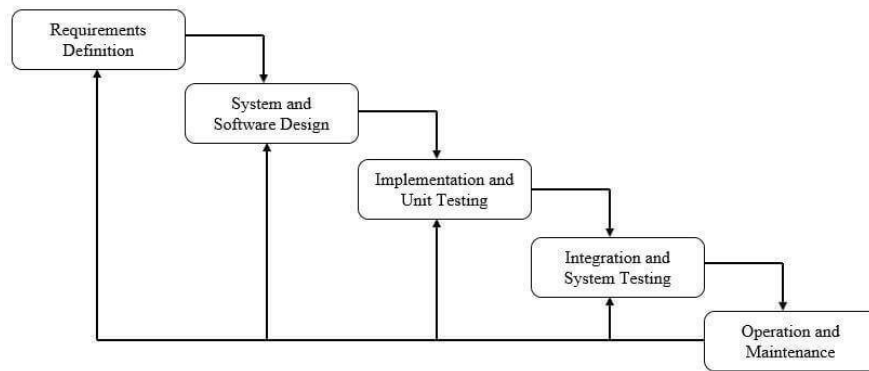 Requirements
Definition
System and
Software Design
Implementation and
Unit Testing
Integration and
System Testing
Operation and
Maintenance